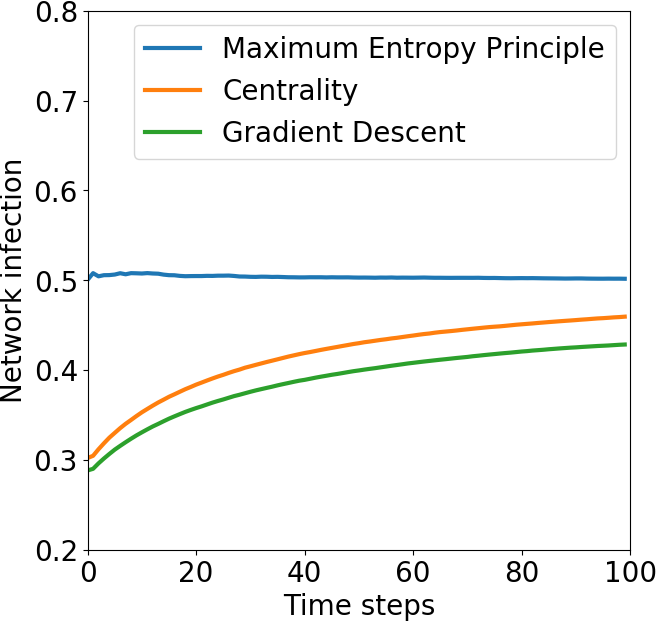 0.8
0.7
0.6
0.5
0.4
0.3
0.2
Network infection
Maximum Entropy Principle
Centrality
Gradient Descent
0 20 40 60 80 100
Time steps